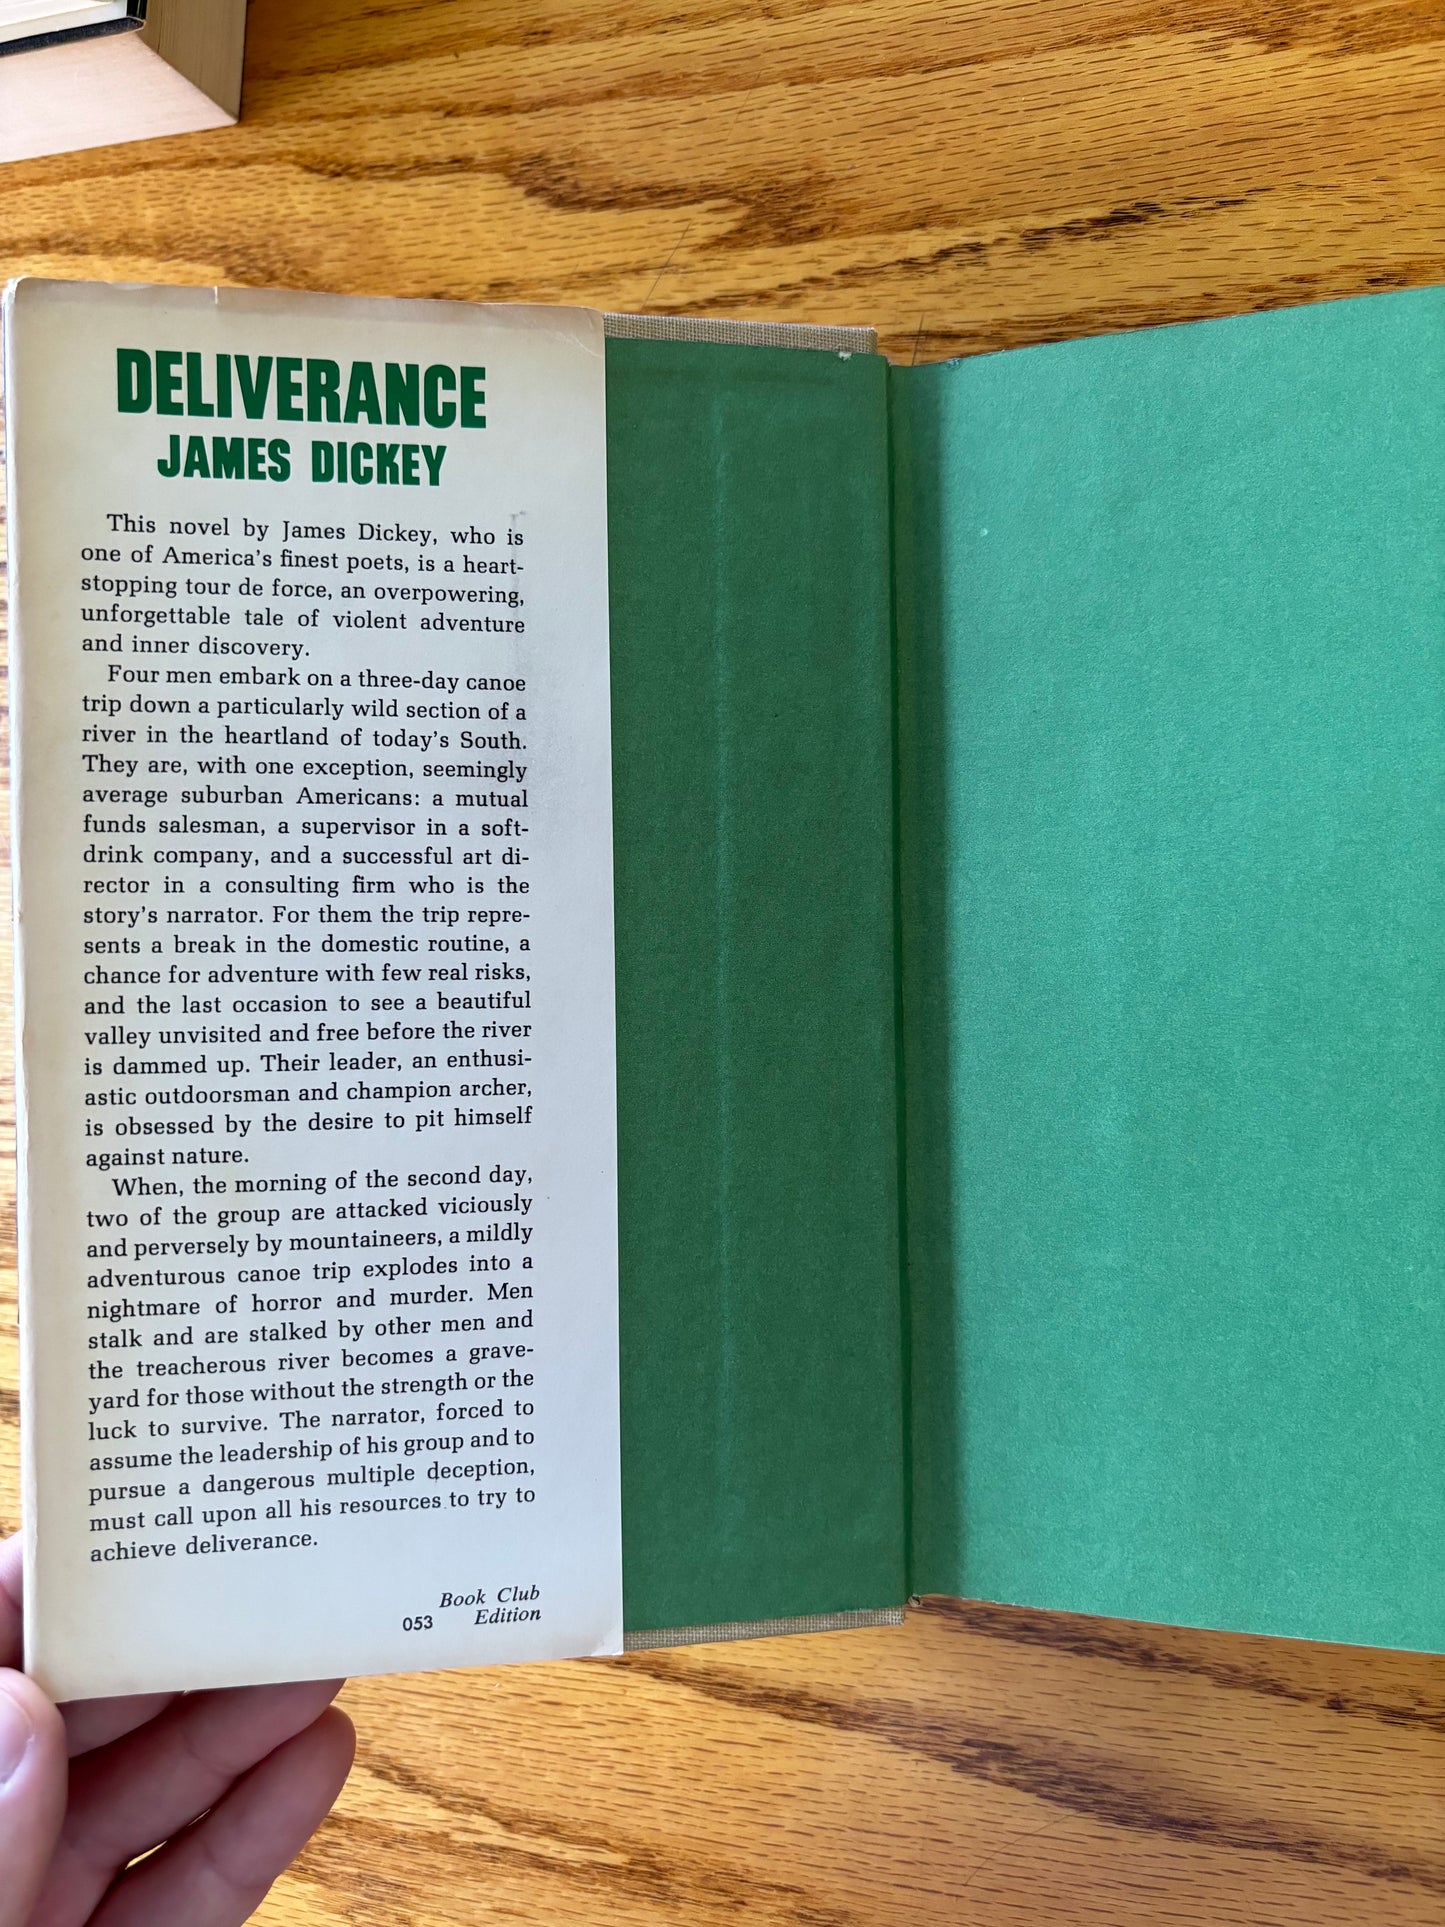 DELIVERANCE
JAMES DICKEY
This novel by James Dickey, who is
one of America's finest poets, is a heart-
stopping tour de force, an overpowering,
unforgettable tale of violent adventure
and inner discovery.
Four men embark on a three-day canoe
trip down a particularly wild section of a
river in the heartland of today's South.
They are, with one exception, seemingly
average suburban Americans: a mutual
funds salesman, a supervisor in a soft-
drink company, and a successful art di-
rector in a consulting firm who is the
story's narrator. For them the trip repre-
sents a break in the domestic routine, a
chance for adventure with few real risks,
and the last occasion to see a beautiful
valley unvisited and free before the river
is dammed up. Their leader, an enthusi-
astic outdoorsman and champion archer,
is obsessed by the desire to pit himself
against nature.
When, the morning of the second day,
two of the group are attacked viciously
and perversely by mountaineers, a mildly
adventurous canoe trip explodes into a
nightmare of horror and murder. Men
stalk and are stalked by other men and
the treacherous river becomes a grave-
yard for those without the strength or the
luck to survive. The narrator, forced to
assume the leadership of his group and to
pursue a dangerous multiple deception,
must call upon all his resources to try to
achieve deliverance.
Book Club
053 Edition